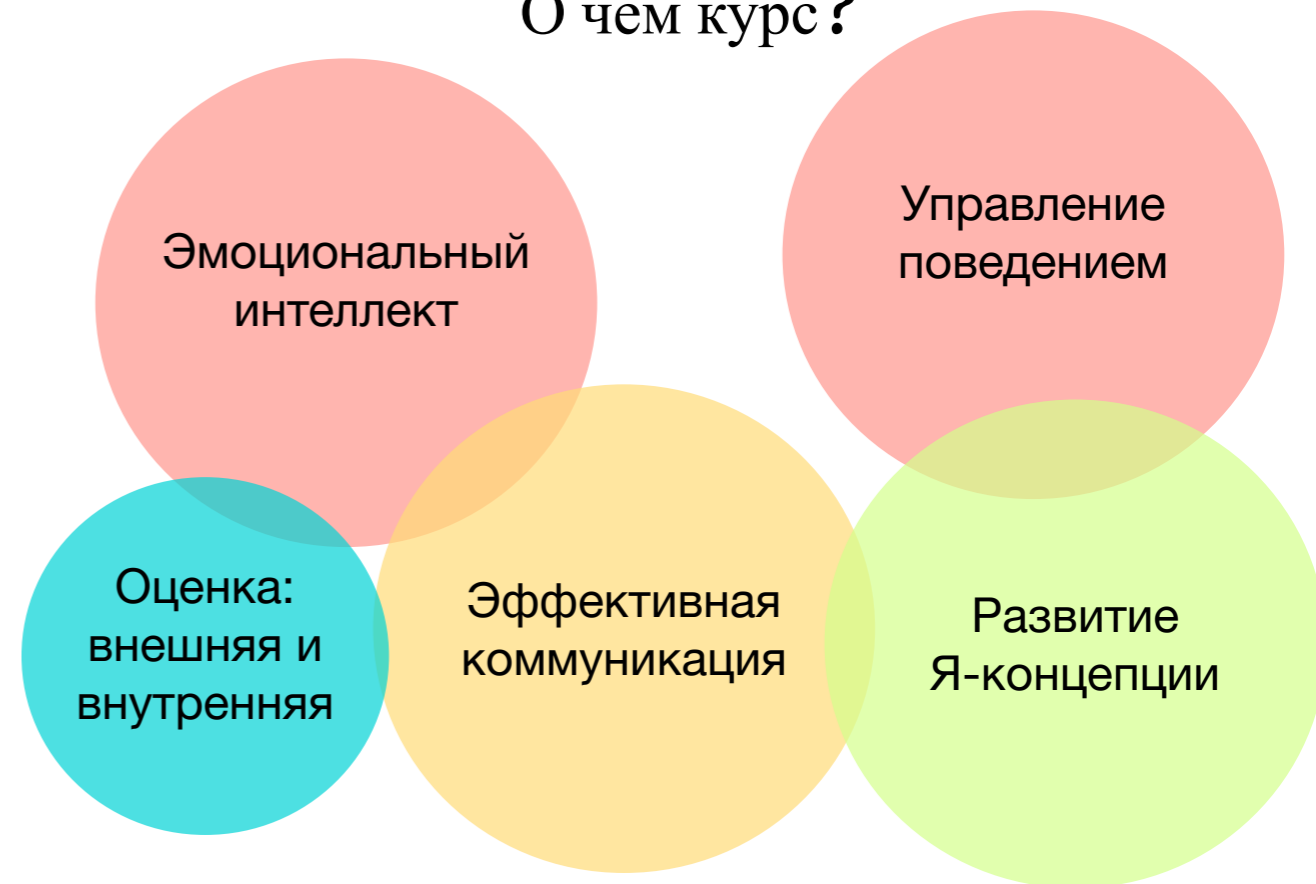 О чем курс?
Эмоциональный
интеллект
Управление
поведением
Оценка:
внешняя и
внутренняя
Эффективная
коммуникация
Развитие
Я-концепции